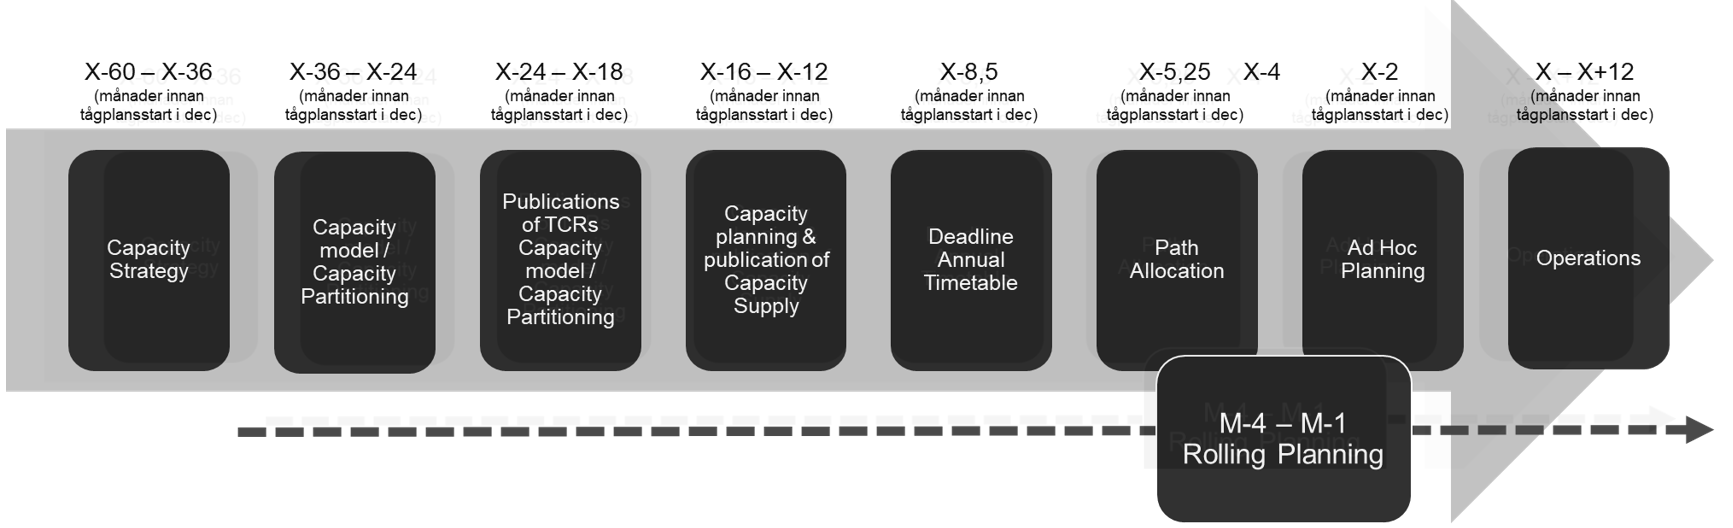 X-60 – X-36
(månader innan
tågplansstart i dec)
X-36 – X-24
(månader innan
tågplansstart i dec)
X-24 – X-18
(månader innan
tågplansstart i dec)
X-16 – X-12
(månader innan
tågplansstart i dec)
X-8,5
(månader innan
tågplansstart i dec)
X-5,25 X-4
(månader innan
tågplansstart i dec)
X-2
(månader innan
tågplansstart i dec)
X – X+12
(månader innan
tågplansstart i dec)
Capacity
Strategy
Capacity
model /
Capacity
Partitioning
Publications
of TCRs
Capacity
model /
Capacity
Partitioning
Capacity
planning &
publication of
Capacity
Supply
Deadline
Annual
Timetable
Path
Allocation
Ad Hoc
Planning
Operations
M-4 – M-1
Rolling Planning